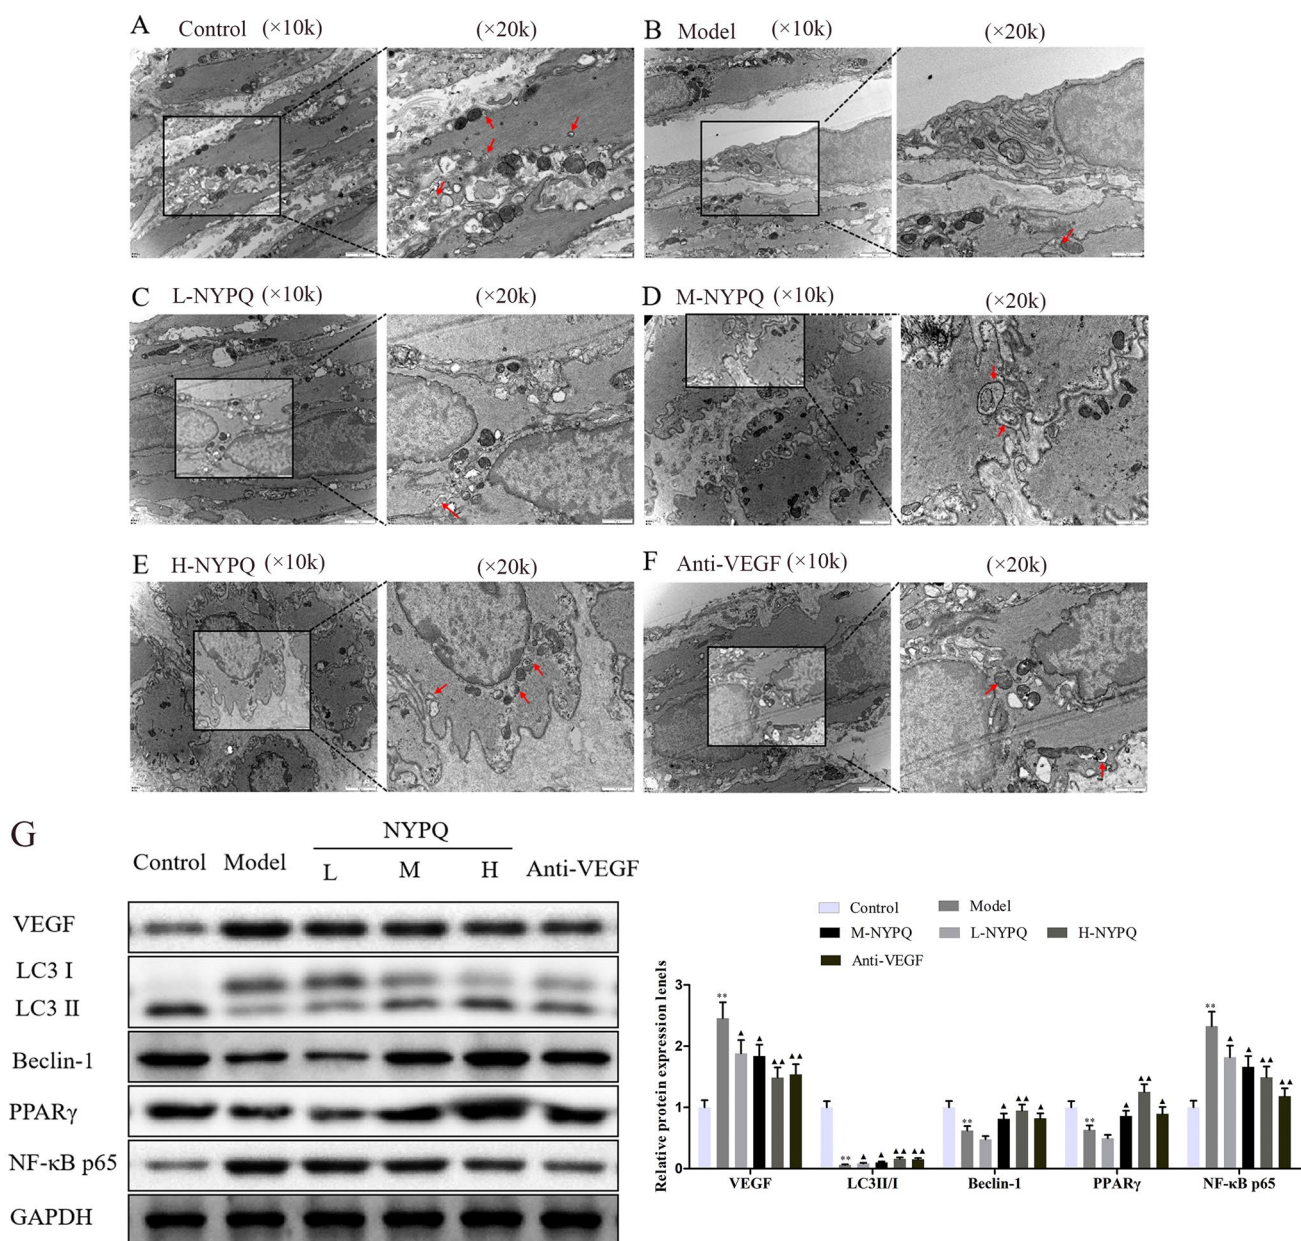 A Control (×10k) (×20k)
B Model (×10k) (×20k)
C L-NYPQ (×10k) (×20k)
D M-NYPQ (×10k) (×20k)
E H-NYPQ (×10k) (×20k)
F Anti-VEGF (×10k) (×20k)
G
NYPQ
Control Model L M H Anti-VEGF
VEGF
LC3 I
LC3 II
Beclin-1
PPARγ
NF-κB p65
GAPDH
Control Model
M-NYPQ L-NYPQ H-NYPQ
Anti-VEGF
Relative protein expression lenels
3
2
1
0
** ▲ ▲ ▲▲ ▲▲
** ▲ ▲ ▲▲ ▲▲
** ▲ ▲▲ ▲
** ▲ ▲▲ ▲
** ▲ ▲ ▲▲ ▲▲
VEGF LC3II/I Beclin-1 PPARγ NF-κB p65